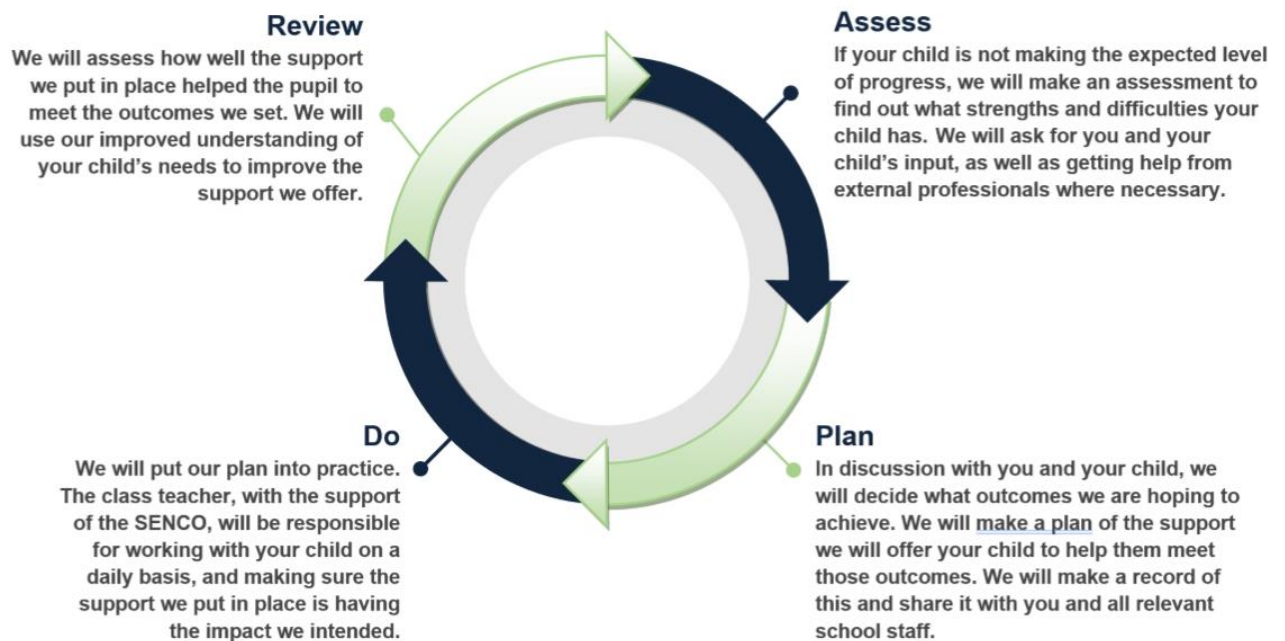 Review
We will assess how well the support
we put in place helped the pupil to
meet the outcomes we set. We will
use our improved understanding of
your child's needs to improve the
support we offer.
Assess
If your child is not making the expected level
of progress, we will make an assessment to
find out what strengths and difficulties your
child has. We will ask for you and your
child's input, as well as getting help from
external professionals where necessary.
Do
We will put our plan into practice.
The class teacher, with the support
of the SENCO, will be responsible
for working with your child on a
daily basis, and making sure the
support we put in place is having
the impact we intended.
Plan
In discussion with you and your child, we
will decide what outcomes we are hoping to
achieve. We will make a plan of the support
we will offer your child to help them meet
those outcomes. We will make a record of
this and share it with you and all relevant
school staff.